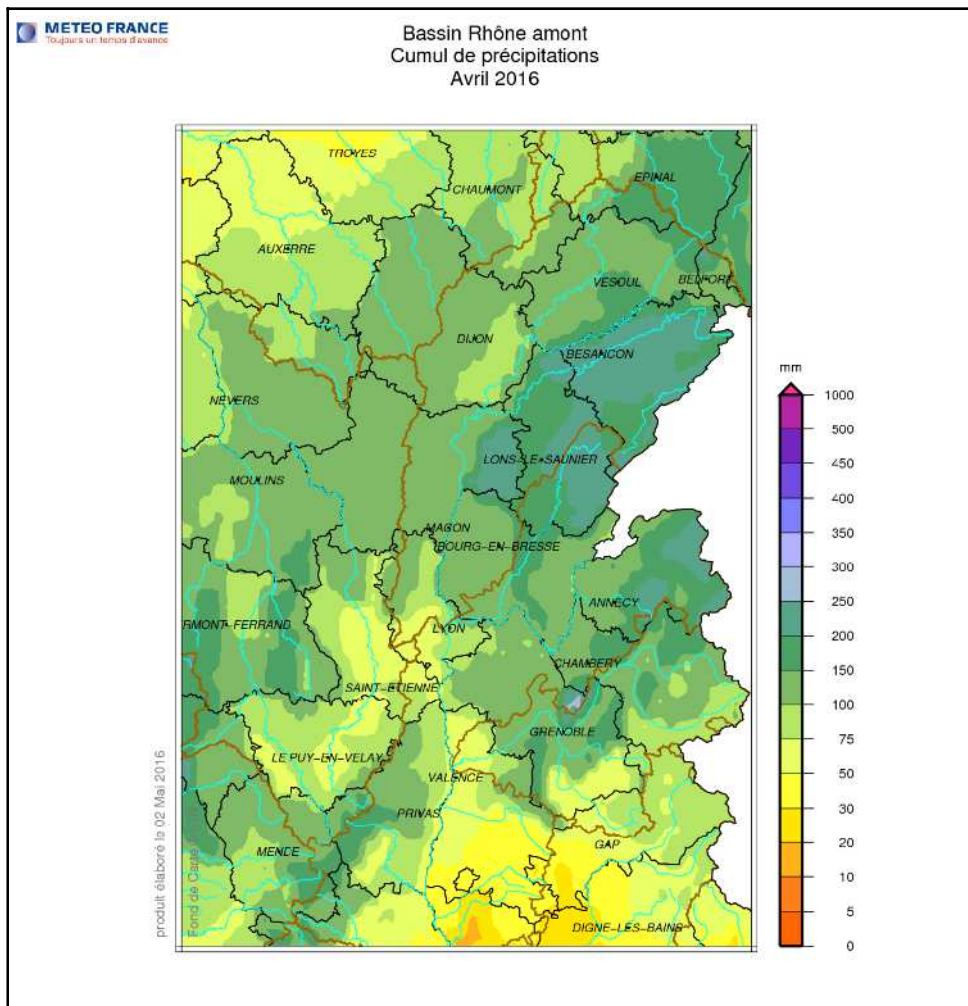 METEO FRANCE
Toujours un temps d'avance
Bassin Rhône amont
Cumul de précipitations
Avril 2016
TROYES
EPINAL
CHAUMONT
AUXERRE
VESOUL
BELFORT
DIJON
BESANCON
mm
1000
NEVERS
500
LONS-LE-SAUNIER
450
MOULINS
400
MACON
350
BOURG-EN-BRESSE
300
ANNECY
250
RMONT-FERRAND
LYON
200
CHAMBERY
150
SAINT-ETIENNE
100
GRENOBLE
75
LE PUY-EN-VELAY
VALENCE
50
PRIVAS
30
GAP
MENDE
20
10
5
DIGNE-LES-BAINS
0
produit élaboré le 02 Mai 2016
Fond de Carte